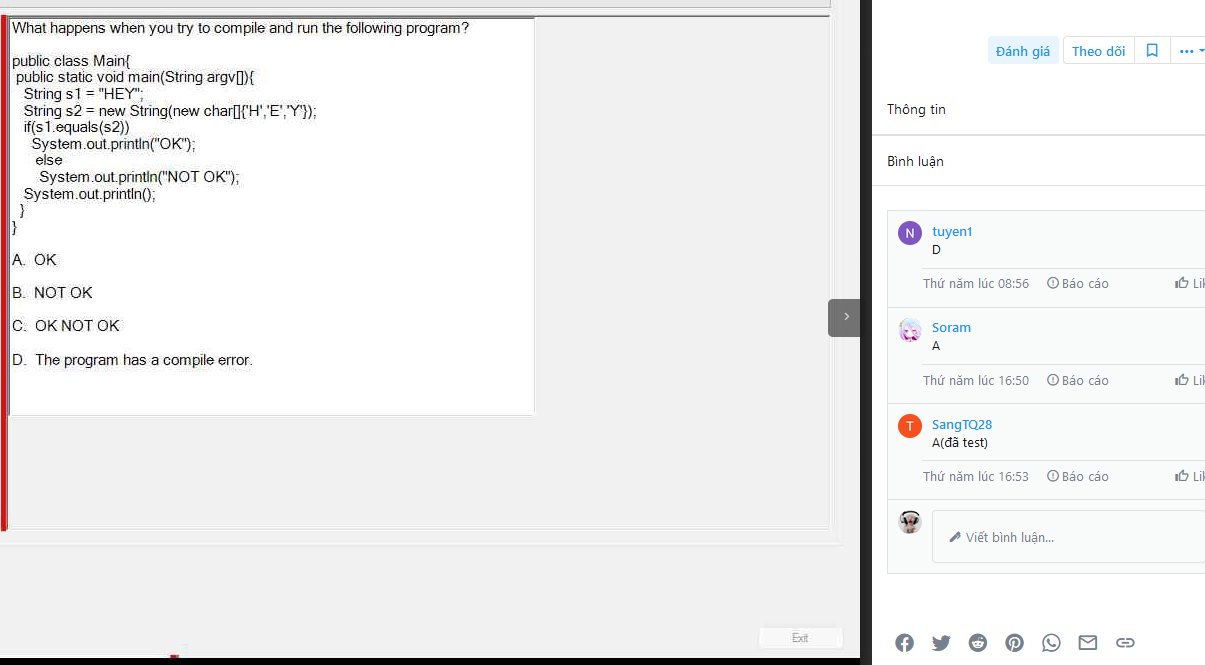 What happens when you try to compile and run the following program?
public class Main{
public static void main(String argv[]){
String s1 = "HEY";
String s2 = new String(new char[]{'H','E','Y'});
if(s1.equals(s2))
System.out.println("OK");
else
System.out.println("NOT OK");
System.out.println();
}
}
A. OK
B. NOT OK
C. OK NOT OK
D. The program has a compile error.
Exit
Đánh giá
Theo dõi
Thông tin
Bình luận
N
tuyen1
D
Thứ năm lúc 08:56 Báo cáo Lik
Soram
A
Thứ năm lúc 16:50 Báo cáo Lik
T
SangTQ28
A(đã test)
Thứ năm lúc 16:53 Báo cáo Lik
Viết bình luận...